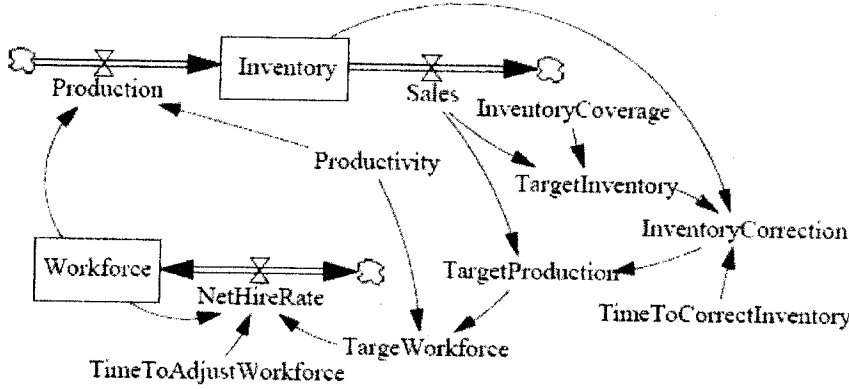 Inventory
Production
Sales
InventoryCoverage
Productivity
TargetInventory
InventoryCorrection
Workforce
TargetProduction
NetHireRate
TimeToCorrectInventory
TargeWorkforce
TimeToAdjustWorkforce